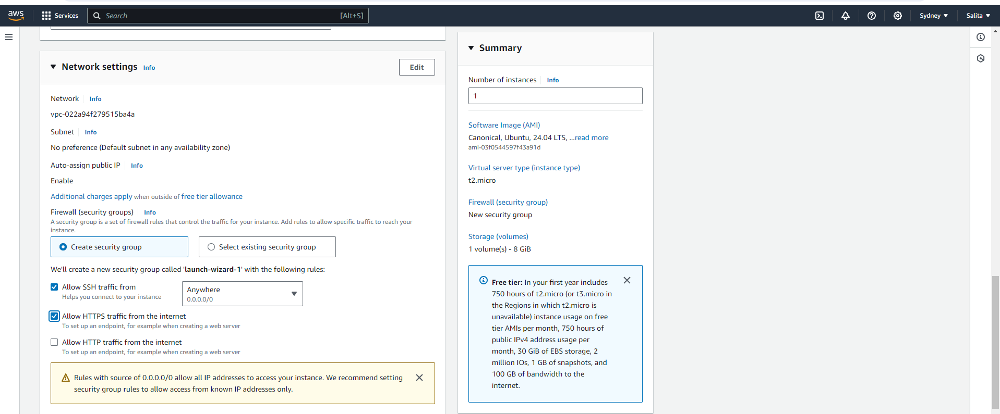 aws
Services
Search
[Alt+S]
Sydney
Salita
Network settings
Info
Edit
Network
Info
vpc-022a94f279515ba4a
Subnet
Info
No preference (Default subnet in any availability zone)
Auto-assign public IP
Info
Enable
Additional charges apply when outside of free tier allowance
Firewall (security groups)
Info
A security group is a set of firewall rules that control the traffic for your instance. Add rules to allow specific traffic to reach your
instance.
Create security group
Select existing security group
We'll create a new security group called 'launch-wizard-1' with the following rules:
Allow SSH traffic from
Helps you connect to your instance
Anywhere
0.0.0.0/0
Allow HTTPS traffic from the internet
To set up an endpoint, for example when creating a web server
Allow HTTP traffic from the internet
To set up an endpoint, for example when creating a web server
Rules with source of 0.0.0.0/0 allow all IP addresses to access your instance. We recommend setting
security group rules to allow access from known IP addresses only.
Summary
Number of instances
Info
1
Software Image (AMI)
Canonical, Ubuntu, 24.04 LTS, ...read more
ami-03f0544597f43a91d
Virtual server type (instance type)
t2.micro
Firewall (security group)
New security group
Storage (volumes)
1 volume(s) - 8 GiB
Free tier: In your first year includes
750 hours of t2.micro (or t3.micro in
the Regions in which t2.micro is
unavailable) instance usage on free
tier AMIs per month, 750 hours of
public IPv4 address usage per
month, 30 GiB of EBS storage, 2
million IOs, 1 GB of snapshots, and
100 GB of bandwidth to the
internet.